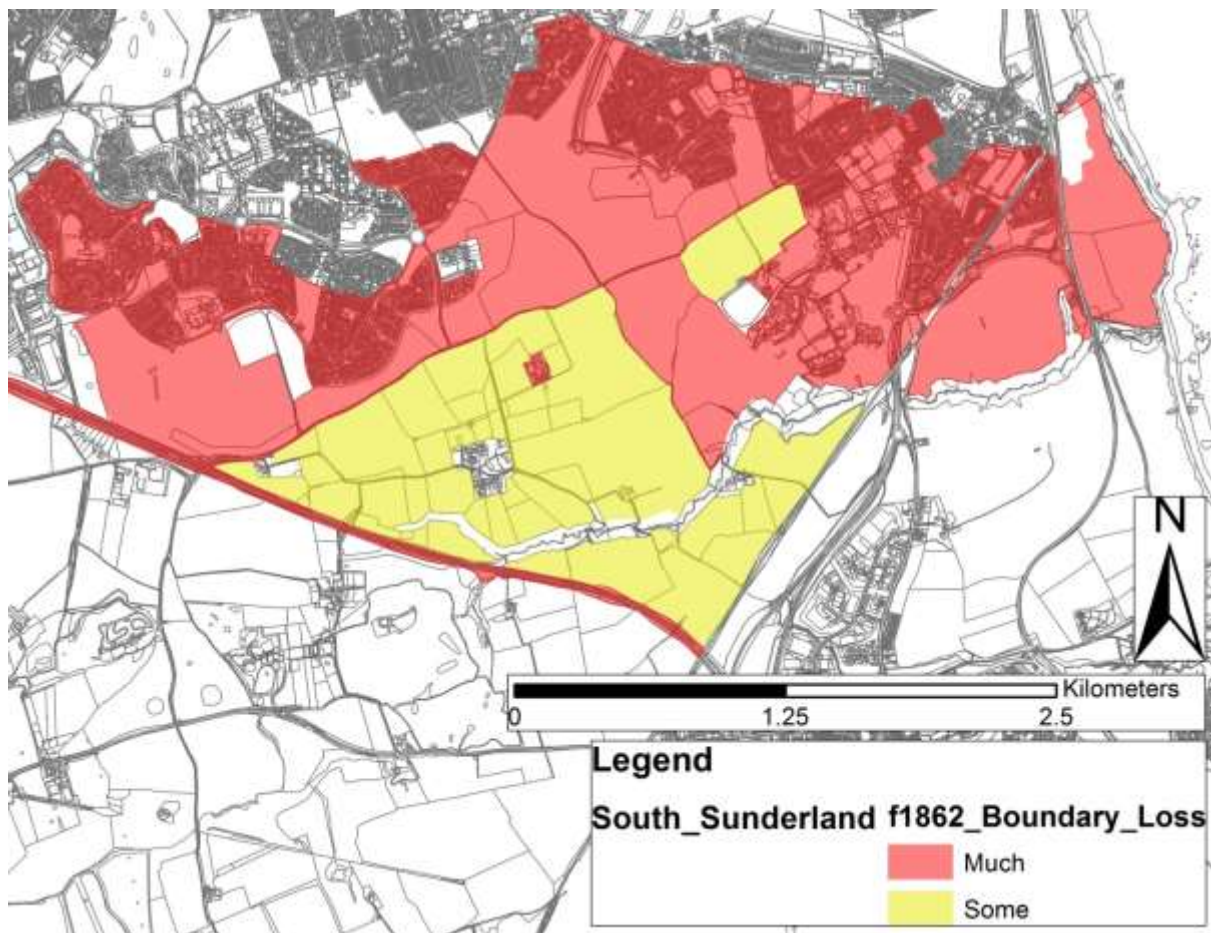 N
Kilometers
0 1.25 2.5
Legend
South_Sunderland f1862_Boundary_Loss
Much
Some